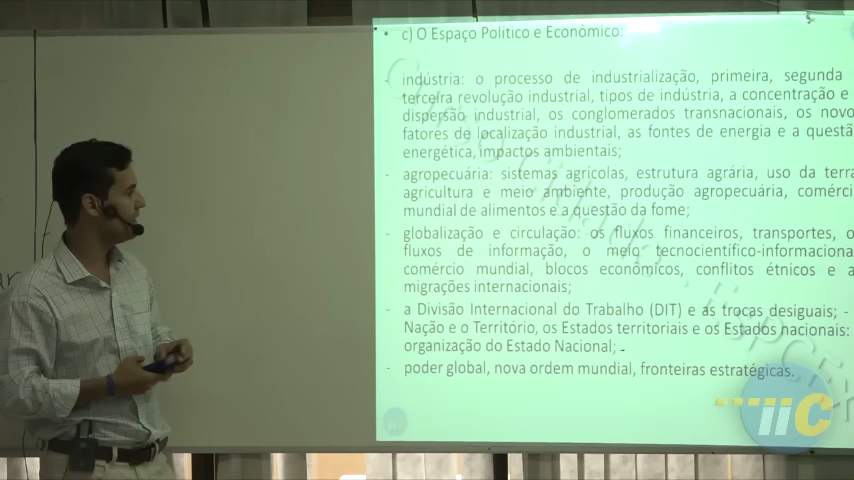 • c) O Espaço Político e Econômico:
- indústria: o processo de industrialização, primeira, segunda
terceira revolução industrial, tipos de indústria, a concentração e
dispersão industrial, os conglomerados transnacionais, os novo
fatores de localização industrial, as fontes de energia e a questã
energética, impactos ambientais;
- agropecuária: sistemas agrícolas, estrutura agrária, uso da terra
agricultura e meio ambiente, produção agropecuária, comérci
mundial de alimentos e a questão da fome;
- globalização e circulação: os fluxos financeiros, transportes, o
fluxos de informação, o meio tecnocientífico-informaciona
comércio mundial, blocos econômicos, conflitos étnicos e a
migrações internacionais;
- a Divisão Internacional do Trabalho (DIT) e as trocas desiguais; -
Nação e o Território, os Estados territoriais e os Estados nacionais:
organização do Estado Nacional;
- poder global, nova ordem mundial, fronteiras estratégicas.
iiC